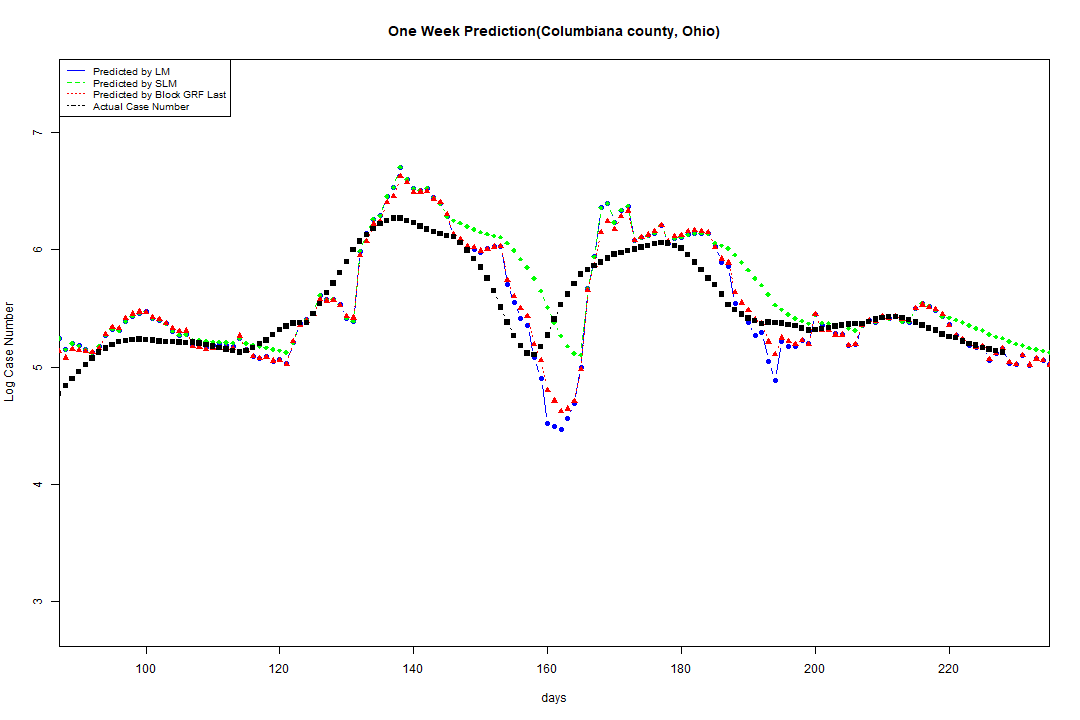 One Week Prediction(Columbiana county, Ohio)
Predicted by LM
Predicted by SLM
Predicted by Block GRF Last
Actual Case Number
7
6
5
4
3
Log Case Number
100 120 140 160 180 200 220
days